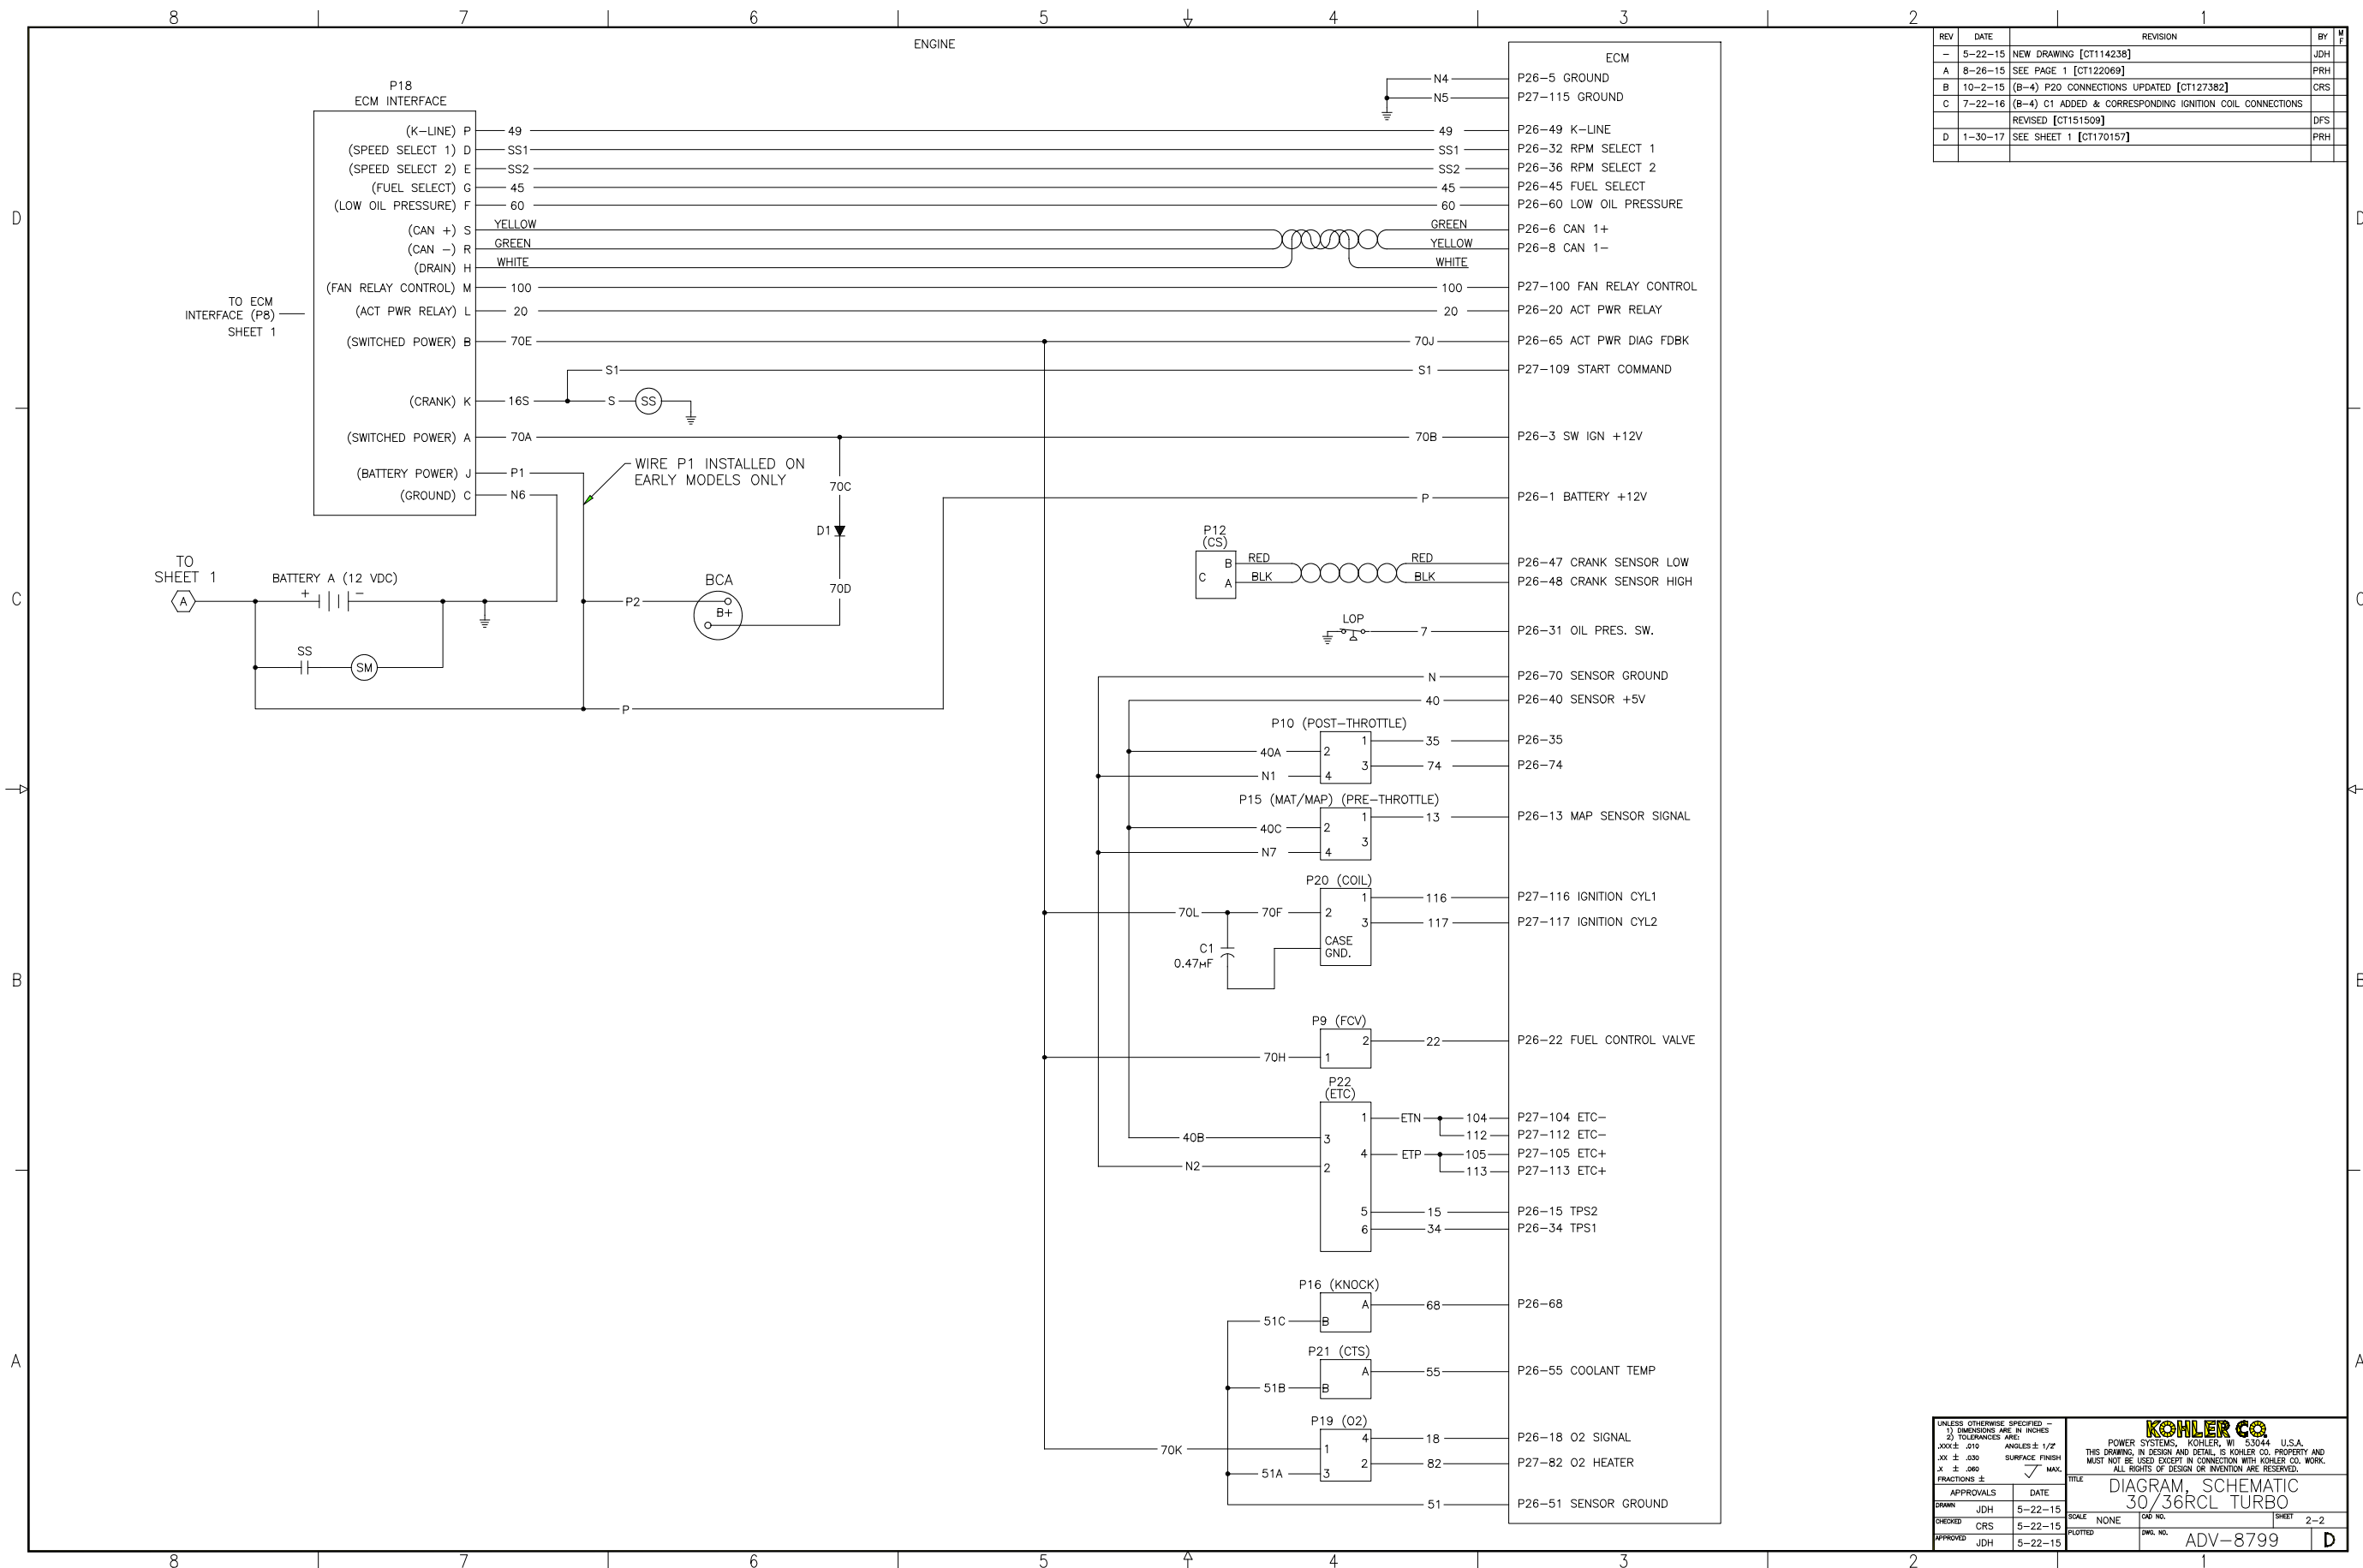 8 7 6 5 4 3 2 1
ENGINE
REV DATE REVISION BY M F
– 5-22-15 NEW DRAWING [CT114238] JDH
A 8-26-15 SEE PAGE 1 [CT122069] PRH
B 10-2-15 (B-4) P20 CONNECTIONS UPDATED [CT127382] CRS
C 7-22-16 (B-4) C1 ADDED & CORRESPONDING IGNITION COIL CONNECTIONS
REVISED [CT151509] DFS
D 1-30-17 SEE SHEET 1 [CT170157] PRH
P18
ECM INTERFACE
ECM
N4 P26-5 GROUND
N5 P27-115 GROUND
(K-LINE) P 49 49 P26-49 K-LINE
(SPEED SELECT 1) D SS1 SS1 P26-32 RPM SELECT 1
(SPEED SELECT 2) E SS2 SS2 P26-36 RPM SELECT 2
(FUEL SELECT) G 45 45 P26-45 FUEL SELECT
(LOW OIL PRESSURE) F 60 60 P26-60 LOW OIL PRESSURE
D D
(CAN +) S YELLOW GREEN P26-6 CAN 1+
(CAN -) R GREEN YELLOW P26-8 CAN 1-
(DRAIN) H WHITE WHITE
(FAN RELAY CONTROL) M 100 100 P27-100 FAN RELAY CONTROL
TO ECM
INTERFACE (P8)
SHEET 1
(ACT PWR RELAY) L 20 20 P26-20 ACT PWR RELAY
(SWITCHED POWER) B 70E 70J P26-65 ACT PWR DIAG FDBK
S1 S1 P27-109 START COMMAND
(CRANK) K 16S S SS
(SWITCHED POWER) A 70A 70B P26-3 SW IGN +12V
(BATTERY POWER) J P1
WIRE P1 INSTALLED ON
EARLY MODELS ONLY
70C
(GROUND) C N6 P P26-1 BATTERY +12V
D1
P12
(CS)
B RED RED P26-47 CRANK SENSOR LOW
C
A BLK BLK P26-48 CRANK SENSOR HIGH
TO
SHEET 1
BATTERY A (12 VDC)
+ -
BCA
70D
C C
A P2 B+
LOP
7 P26-31 OIL PRES. SW.
SS SM
N P26-70 SENSOR GROUND
40 P26-40 SENSOR +5V
P
P10 (POST-THROTTLE)
1 35 P26-35
40A 2
3 74 P26-74
N1 4
P15 (MAT/MAP) (PRE-THROTTLE)
1 13 P26-13 MAP SENSOR SIGNAL
40C 2
3
N7 4
P20 (COIL)
1 116 P27-116 IGNITION CYL1
70L 70F 2
3 117 P27-117 IGNITION CYL2
CASE
GND.
C1
0.47µF
B B
P9 (FCV)
2 22 P26-22 FUEL CONTROL VALVE
70H 1
P22
(ETC)
1 ETN 104 P27-104 ETC-
40B 3 112 P27-112 ETC-
4 ETP 105 P27-105 ETC+
N2 2 113 P27-113 ETC+
5 15 P26-15 TPS2
6 34 P26-34 TPS1
P16 (KNOCK)
A 68 P26-68
51C B
A A
P21 (CTS)
A 55 P26-55 COOLANT TEMP
51B B
P19 (O2)
4 18 P26-18 O2 SIGNAL
70K 1
2 82 P27-82 O2 HEATER
51A 3
51 P26-51 SENSOR GROUND
UNLESS OTHERWISE SPECIFIED –
1) DIMENSIONS ARE IN INCHES
2) TOLERANCES ARE:
.XXX ± .010 ANGLES ± 1/2°
.XX ± .030 SURFACE FINISH
.X ± .060 MAX.
FRACTIONS ±
APPROVALS DATE
DRAWN JDH 5-22-15
CHECKED CRS 5-22-15
APPROVED JDH 5-22-15
KOHLER CO.
POWER SYSTEMS, KOHLER, WI 53044 U.S.A.
THIS DRAWING, IN DESIGN AND DETAIL, IS KOHLER CO. PROPERTY AND
MUST NOT BE USED EXCEPT IN CONNECTION WITH KOHLER CO. WORK.
ALL RIGHTS OF DESIGN OR INVENTION ARE RESERVED.
TITLE
DIAGRAM, SCHEMATIC
30/36RCL TURBO
SCALE NONE CAD NO. SHEET 2-2
PLOTTED DWG. NO. ADV-8799 D
8 7 6 5 4 3 2 1